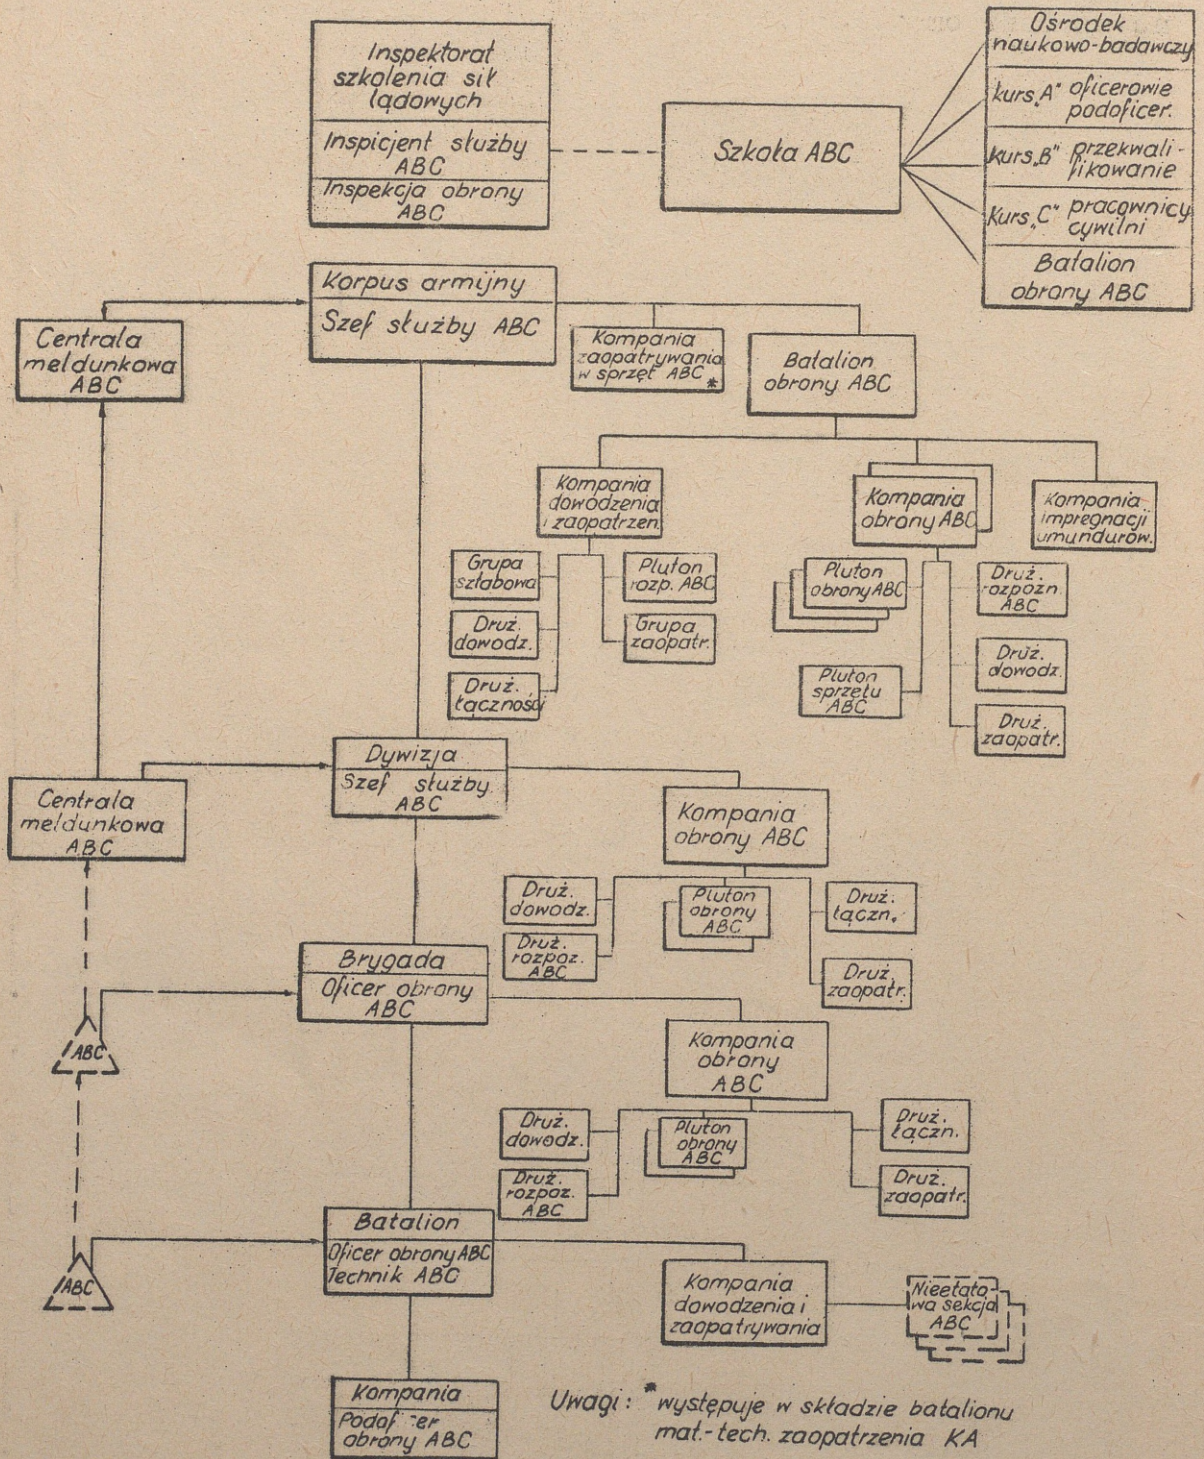 Inspektorat
szkolenia sił
lądowych
Inspicjent służby
ABC
Inspekcja obrony
ABC
Szkoła ABC
Ośrodek
naukowo-badawczy
kurs „A" oficerowie
podoficer.
Kurs „B" przekwali-
fikowanie
Kurs „C" pracownicy
cywilni
Batalion
obrony ABC
Korpus armijny
Szef służby ABC
Centrala
meldunkowa
ABC
Kompania
zaopatrywania
w sprzęt ABC *
Batalion
obrony ABC
Kompania
dowodzenia
i zaopatrzen.
Kompania
obrony ABC
Kompania
impregnacji
umundurow.
Grupa
sztabowa
Pluton
rozp. ABC
Druż.
dowodz.
Grupa
zaopatr.
Druż.
łączności
Pluton
obrony ABC
Druż.
rozpozn.
ABC
Pluton
sprzętu
ABC
Druż.
dowodz.
Druż.
zaopatr.
Dywizja
Szef służby
ABC
Centrala
meldunkowa
ABC
Kompania
obrony ABC
Druż.
dowodz.
Pluton
obrony
ABC
Druż.
łączn.
Druż.
rozpoz.
ABC
Druż.
zaopatr.
Brygada
Oficer obrony
ABC
ABC
Kompania
obrony
ABC
Druż.
dowodz.
Pluton
obrony
ABC
Druż.
łączn.
Druż.
rozpoz.
ABC
Druż.
zaopatr.
Batalion
Oficer obrony ABC
Technik ABC
ABC
Kompania
dowodzenia i
zaopatrywania
Nieetato-
wa sekcja
ABC
Kompania
Podoficer
obrony ABC
Uwagi: * występuje w składzie batalionu
mat.-tech. zaopatrzenia KA